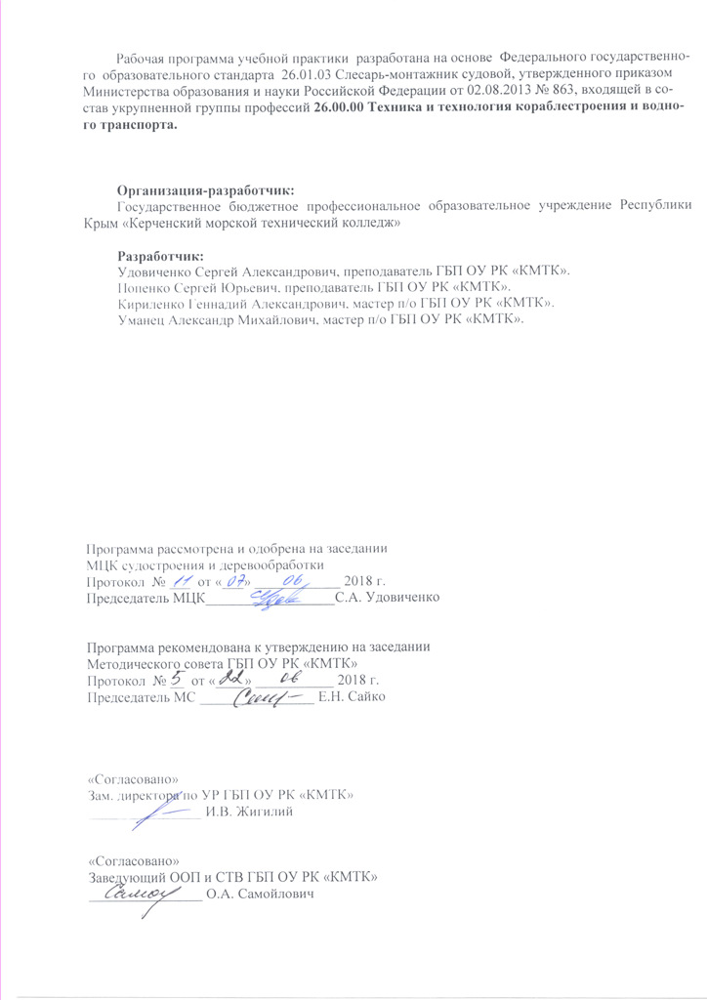 Рабочая программа учебной практики разработана на основе Федерального государственно-
го образовательного стандарта 26.01.03 Слесарь-монтажник судовой, утвержденного приказом
Министерства образования и науки Российской Федерации от 02.08.2013 № 863, входящей в со-
став укрупненной группы профессий 26.00.00 Техника и технология кораблестроения и водно-
го транспорта.
Организация-разработчик:
Государственное бюджетное профессиональное образовательное учреждение Республики
Крым «Керченский морской технический колледж»
Разработчик:
Удовиченко Сергей Александрович, преподаватель ГБП ОУ РК «КМТК».
Попенко Сергей Юрьевич, преподаватель ГБП ОУ РК «КМТК».
Кириленко Геннадий Александрович, мастер п/о ГБП ОУ РК «КМТК».
Уманец Александр Михайлович, мастер п/о ГБП ОУ РК «КМТК».
Программа рассмотрена и одобрена на заседании
МЦК судостроения и деревообработки
Протокол № 11 от «07» 06 2018 г.
Председатель МЦК С.А. Удовиченко
Программа рекомендована к утверждению на заседании
Методического совета ГБП ОУ РК «КМТК»
Протокол № 5 от «22» 06 2018 г.
Председатель МС Е.Н. Сайко
«Согласовано»
Зам. директора по УР ГБП ОУ РК «КМТК»
И.В. Жигилий
«Согласовано»
Заведующий ООП и СТВ ГБП ОУ РК «КМТК»
О.А. Самойлович